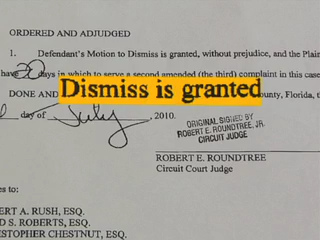 ORDERED AND ADJUDGED
1. Defendant's Motion to Dismiss is granted, without prejudice, and the Plain
have 20 days in which to serve a second amended (the third) complaint in this case
DONE AND Dismiss is granted ounty, Florida, th
day of July, 2010.
ORIGINAL SIGNED BY
ROBERT E. ROUNDTREE, JR.
CIRCUIT JUDGE
ROBERT E. ROUNDTREE
Circuit Court Judge
es to:
ERT A. RUSH, ESQ.
D S. ROBERTS, ESQ.
STOPHER CHESTNUT, ESQ.